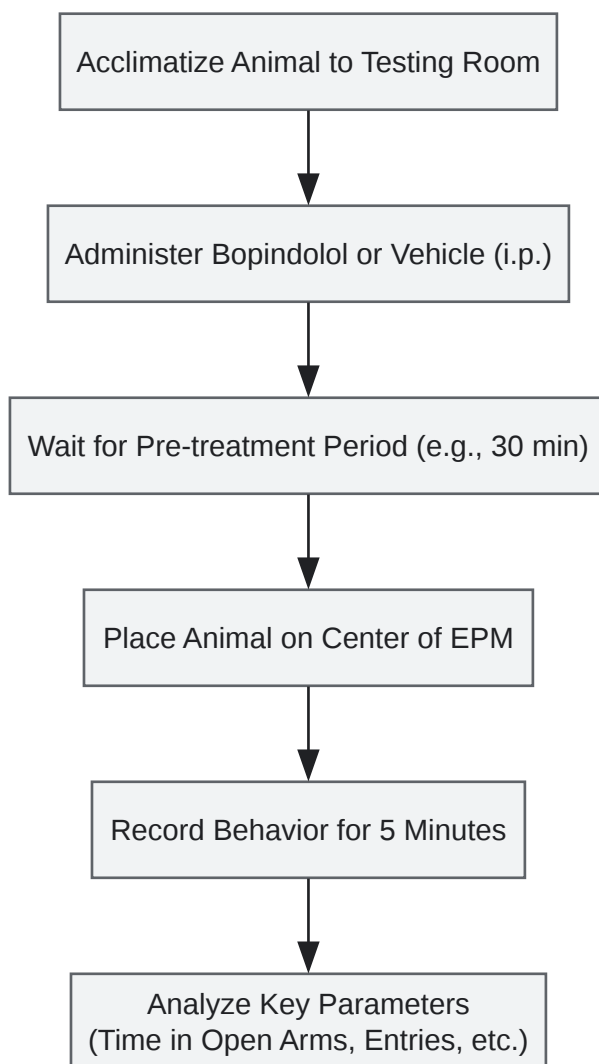 Acclimatize Animal to Testing Room
Administer Bopindolol or Vehicle (i.p.)
Wait for Pre-treatment Period (e.g., 30 min)
Place Animal on Center of EPM
Record Behavior for 5 Minutes
Analyze Key Parameters
(Time in Open Arms, Entries, etc.)